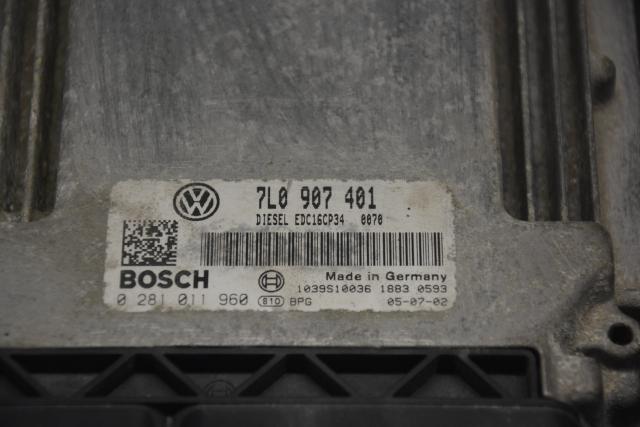 7L0 907 401
DIESEL EDC16CP34 0070
BOSCH
Made in Germany
1039S10036 1883 0593
0 281 011 960 810 BPG 05-07-02